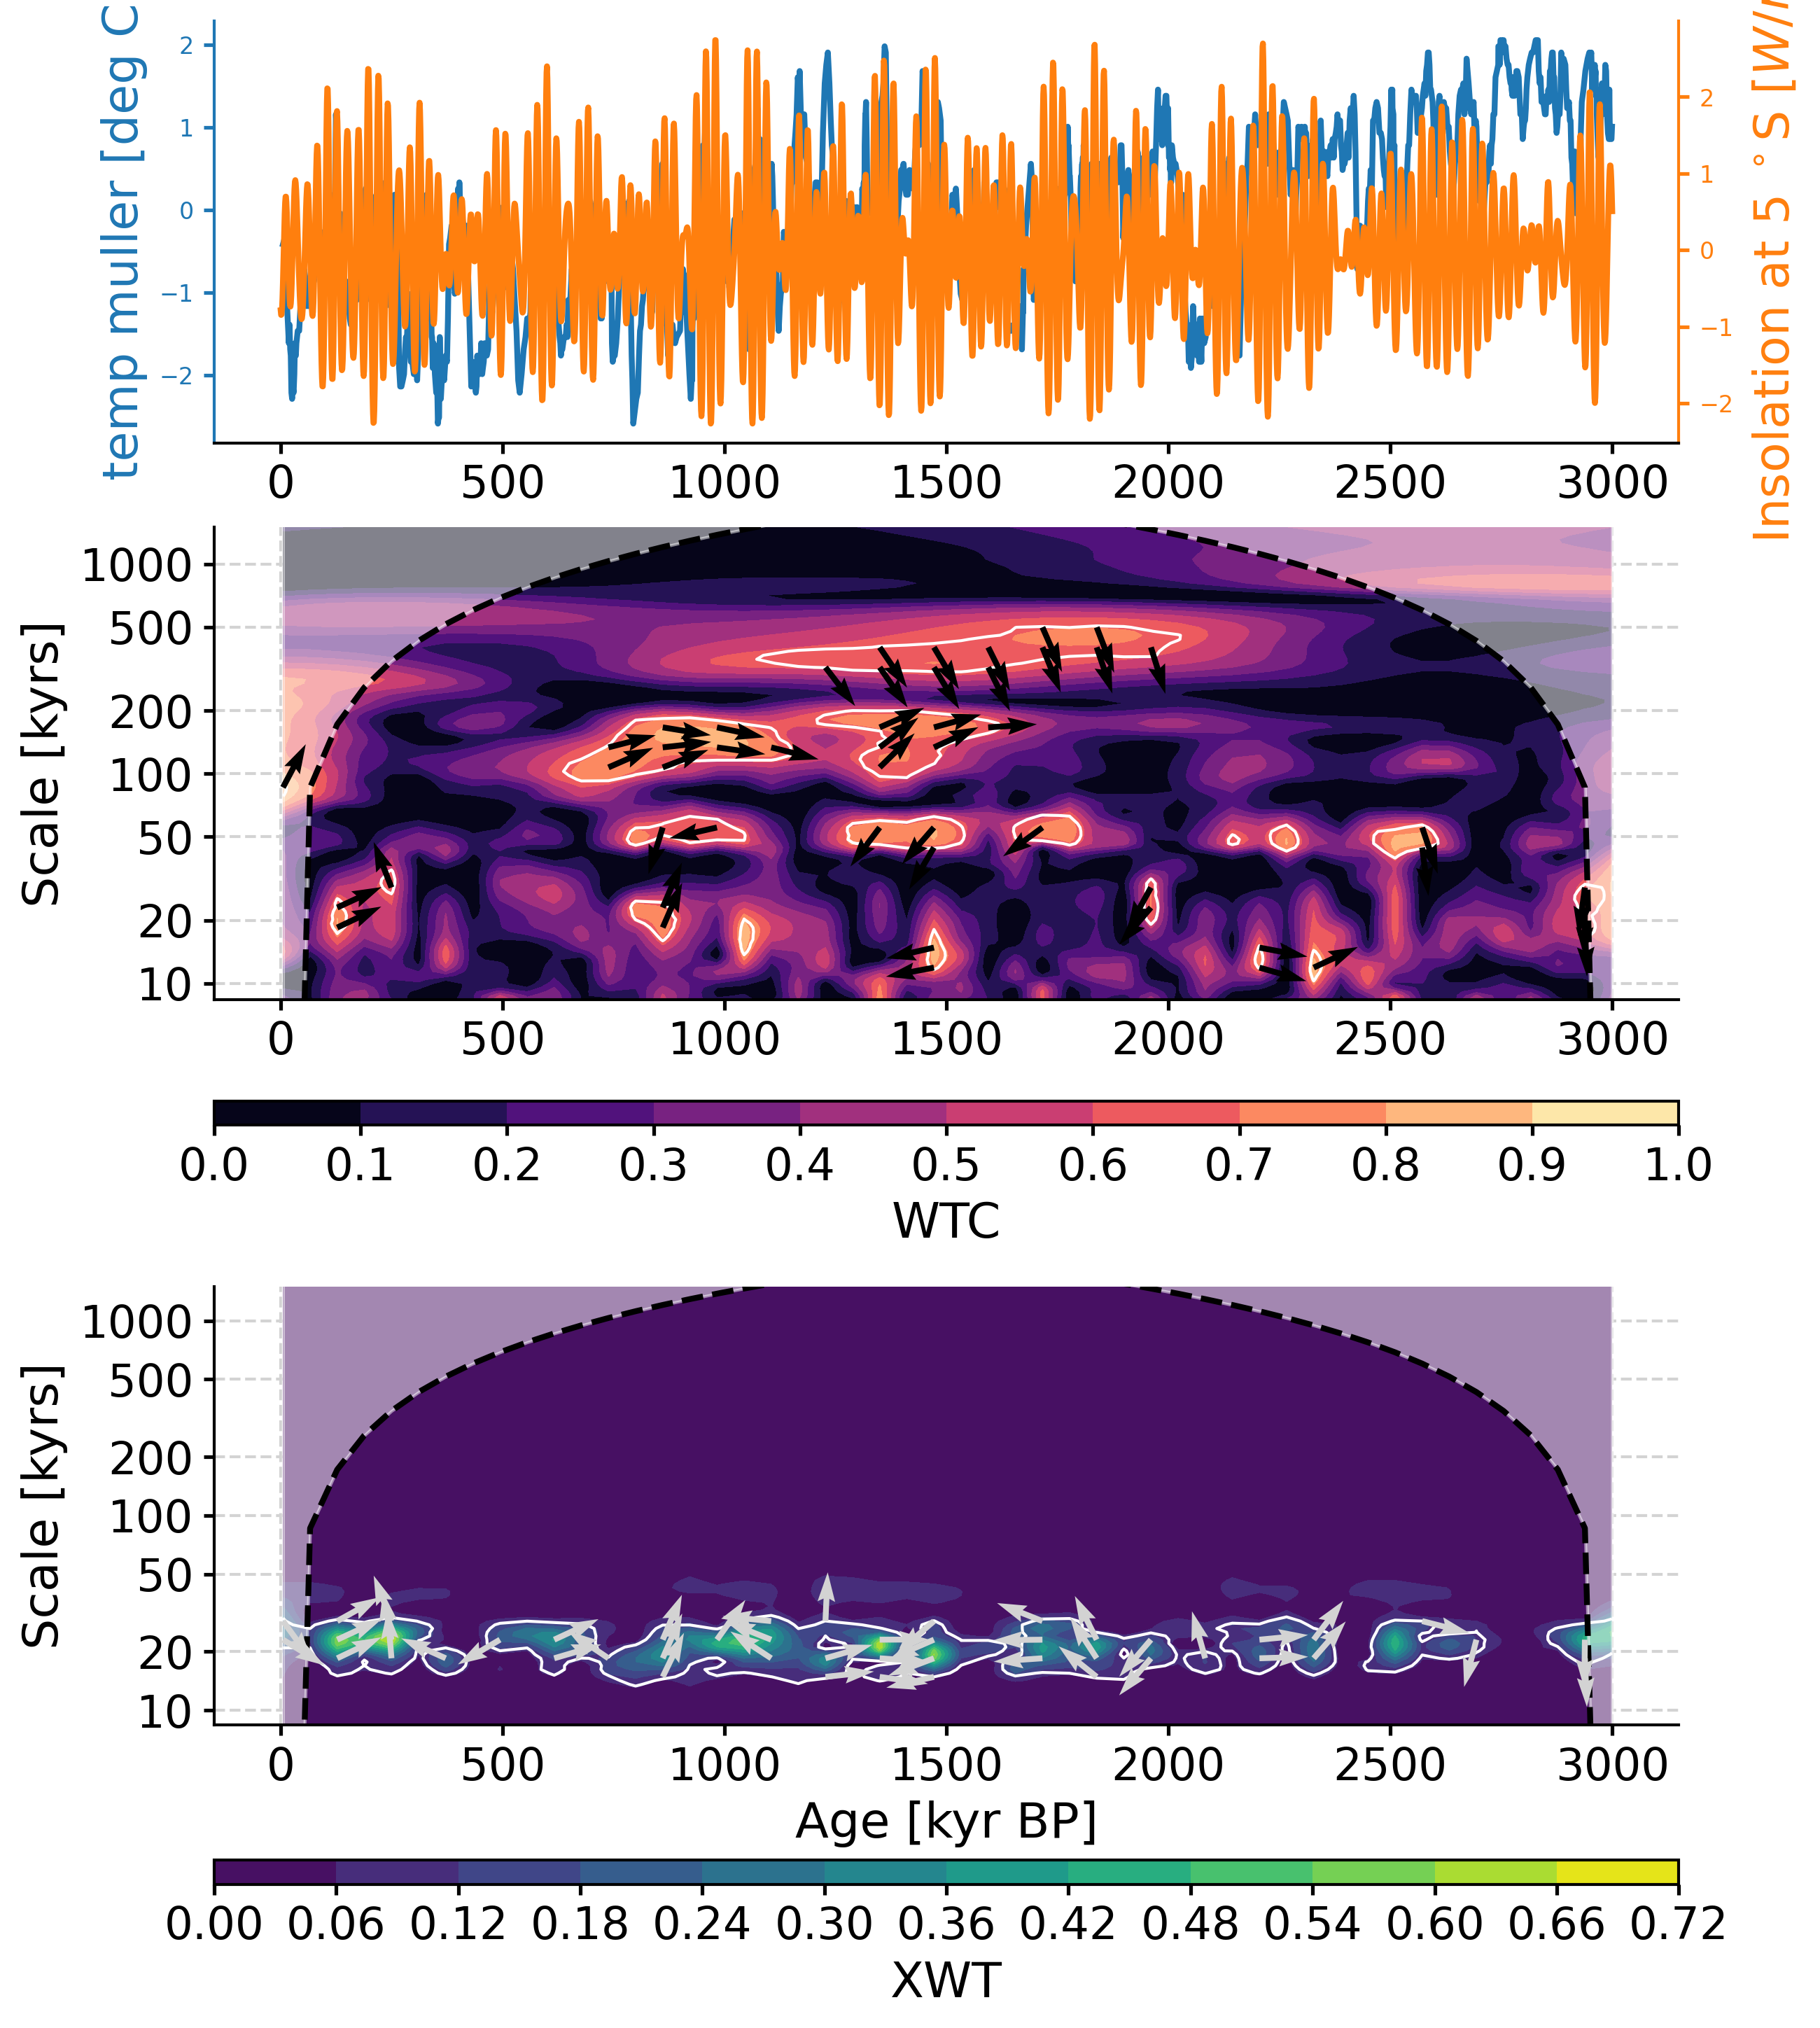 temp muller [deg C
2
1
0
−1
−2
2
1
0
−1
−2
Insolation at 5 ° S [W/
0 500 1000 1500 2000 2500 3000
Scale [kyrs]
1000
500
200
100
50
20
10
0 500 1000 1500 2000 2500 3000
0.0 0.1 0.2 0.3 0.4 0.5 0.6 0.7 0.8 0.9 1.0
WTC
Scale [kyrs]
1000
500
200
100
50
20
10
0 500 1000 1500 2000 2500 3000
Age [kyr BP]
0.00 0.06 0.12 0.18 0.24 0.30 0.36 0.42 0.48 0.54 0.60 0.66 0.72
XWT